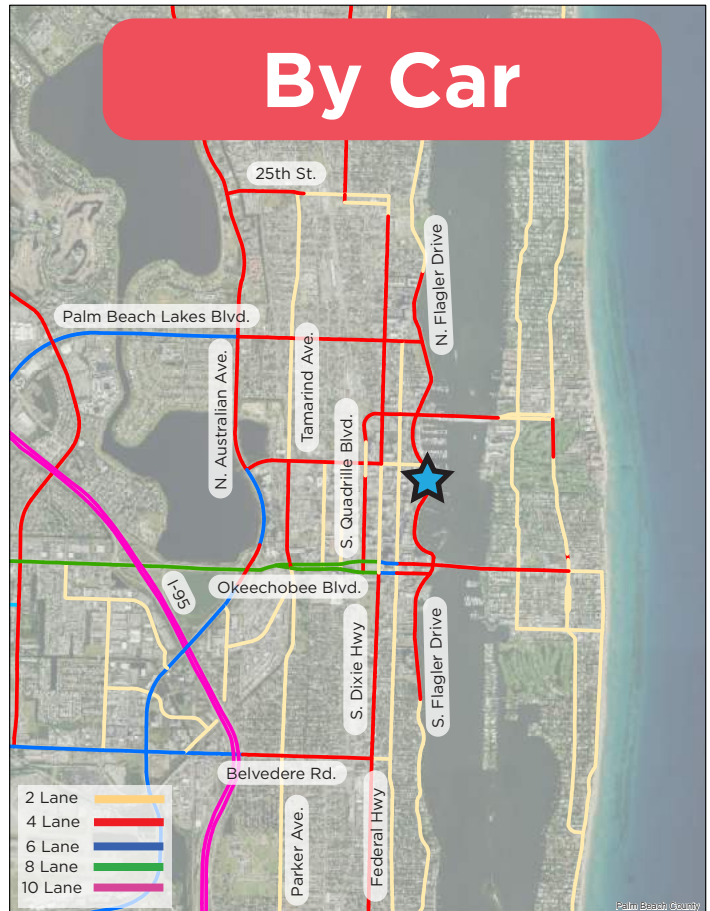 By Car
25th St.
N. Flagler Drive
Palm Beach Lakes Blvd.
N. Australian Ave.
Tamarind Ave.
S. Quadrille Blvd.
I-95
Okeechobee Blvd.
S. Dixie Hwy
S. Flagler Drive
Belvedere Rd.
Parker Ave.
Federal Hwy
2 Lane
4 Lane
6 Lane
8 Lane
10 Lane
Palm Beach County